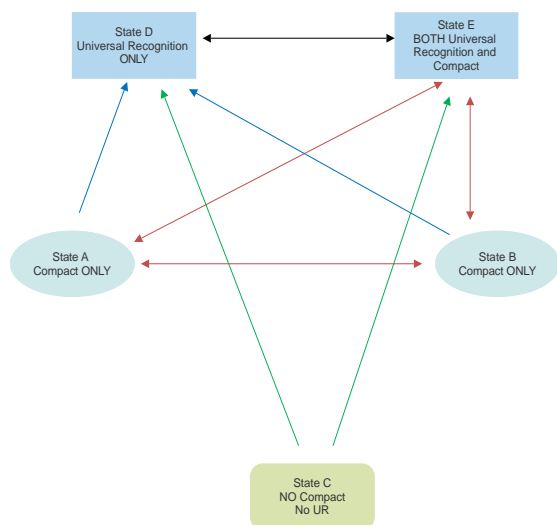 State D
Universal Recognition
ONLY
State E
BOTH Universal
Recognition and
Compact
State A
Compact ONLY
State B
Compact ONLY
State C
NO Compact
No UR